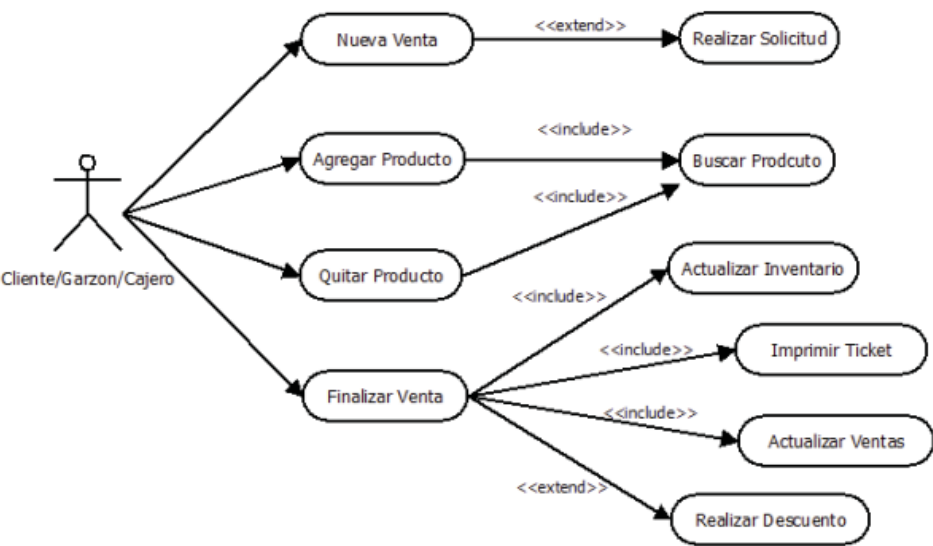 Nueva Venta
<<extend>>
Realizar Solicitud
Agregar Producto
<<include>>
Buscar Prodcuto
<<include>>
Cliente/Garzon/Cajero
Quitar Producto
<<include>>
Actualizar Inventario
<<include>>
Imprimir Ticket
Finalizar Venta
<<include>>
Actualizar Ventas
<<extend>>
Realizar Descuento